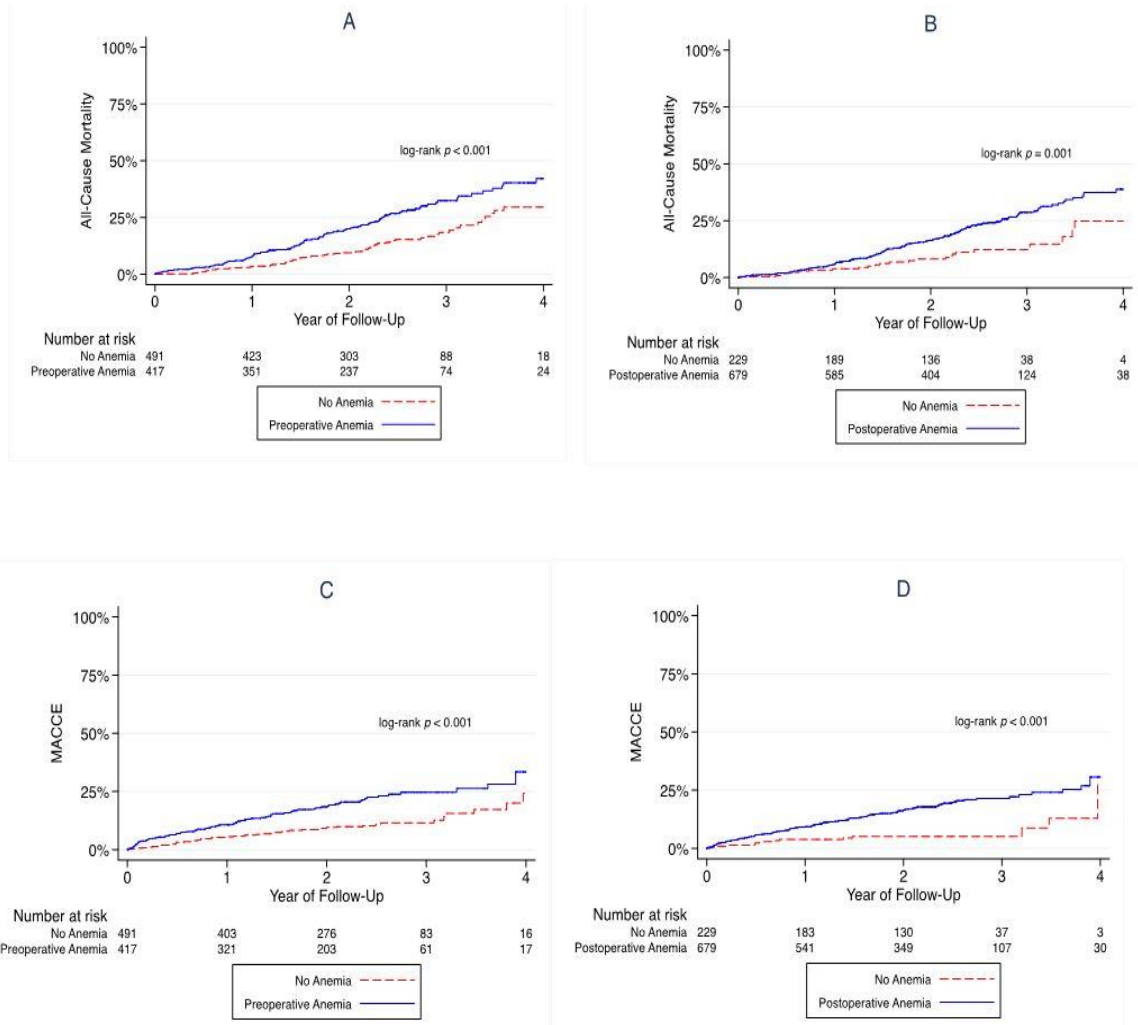 A
100%
75%
50%
25%
0%
All-Cause Mortality
log-rank p < 0.001
0 1 2 3 4
Year of Follow-Up
Number at risk
No Anemia 491 423 303 88 18
Preoperative Anemia 417 351 237 74 24
No Anemia
Preoperative Anemia
B
100%
75%
50%
25%
0%
All-Cause Mortality
log-rank p = 0.001
0 1 2 3 4
Year of Follow-Up
Number at risk
No Anemia 229 189 136 38 4
Postoperative Anemia 679 585 404 124 38
No Anemia
Postoperative Anemia
C
100%
75%
50%
25%
0%
MACCE
log-rank p < 0.001
0 1 2 3 4
Year of Follow-Up
Number at risk
No Anemia 491 403 276 83 16
Preoperative Anemia 417 321 203 61 17
No Anemia
Preoperative Anemia
D
100%
75%
50%
25%
0%
MACCE
log-rank p < 0.001
0 1 2 3 4
Year of Follow-Up
Number at risk
No Anemia 229 183 130 37 3
Postoperative Anemia 679 541 349 107 30
No Anemia
Postoperative Anemia